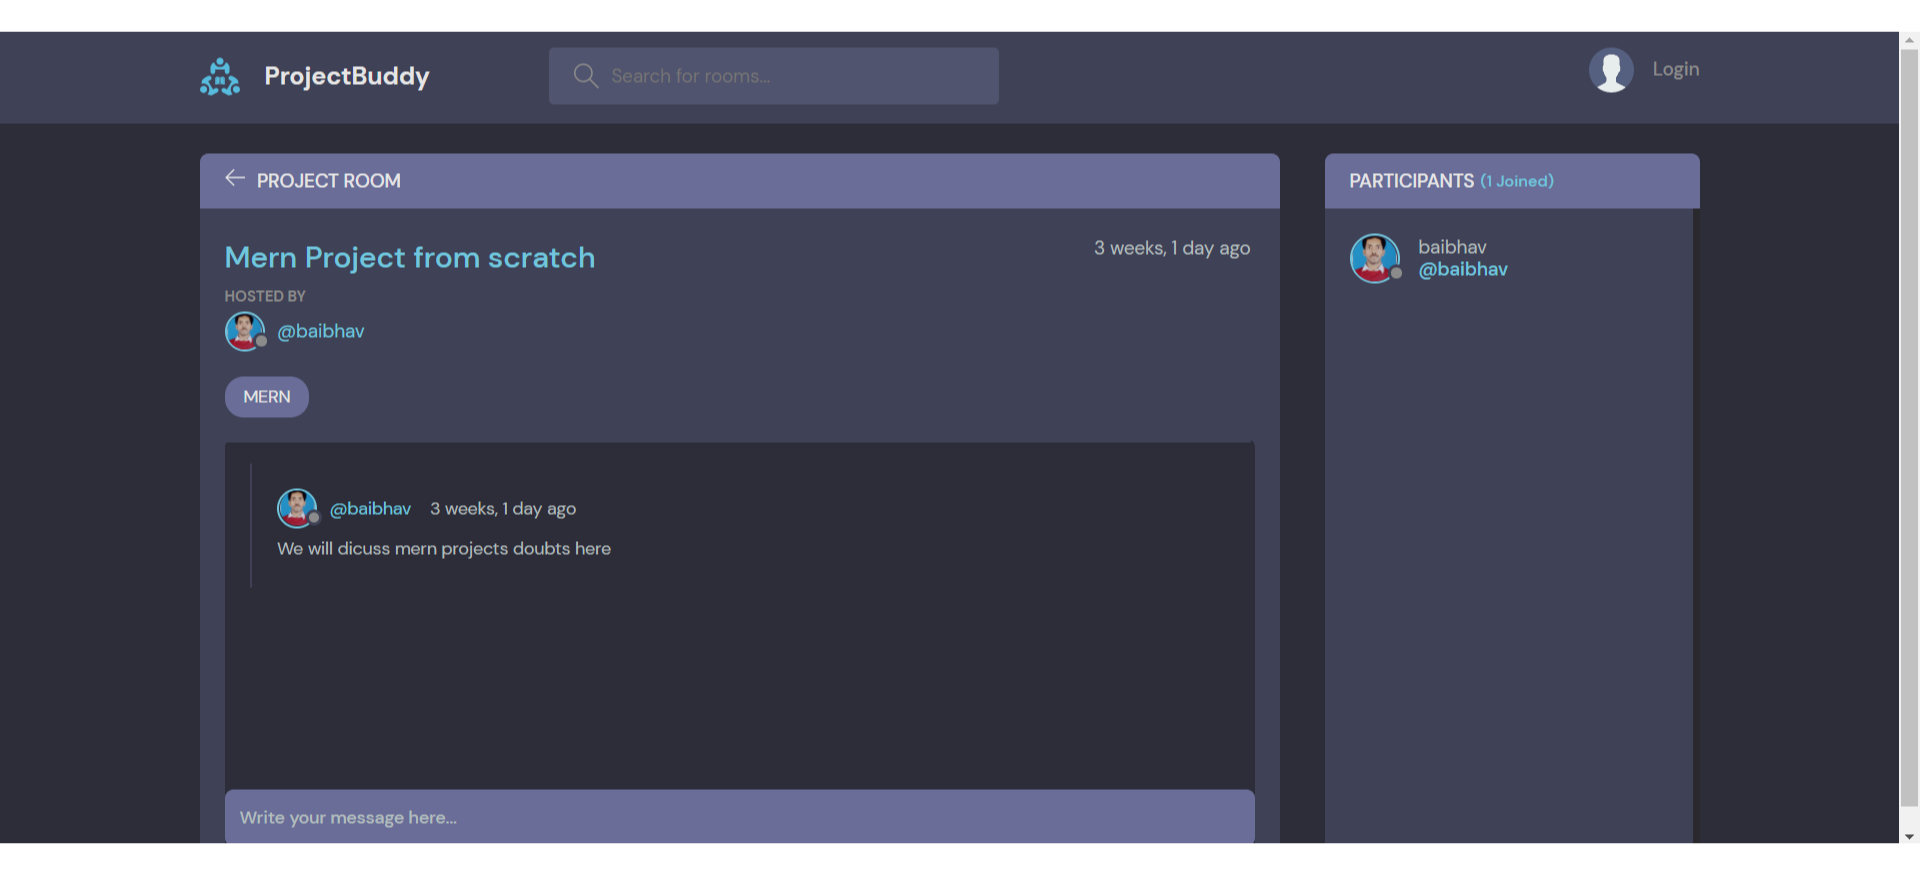 ProjectBuddy
Search for rooms...
Login
PROJECT ROOM
Mern Project from scratch
3 weeks, 1 day ago
HOSTED BY
@baibhav
MERN
@baibhav 3 weeks, 1 day ago
We will dicuss mern projects doubts here
Write your message here...
PARTICIPANTS (1 Joined)
baibhav
@baibhav